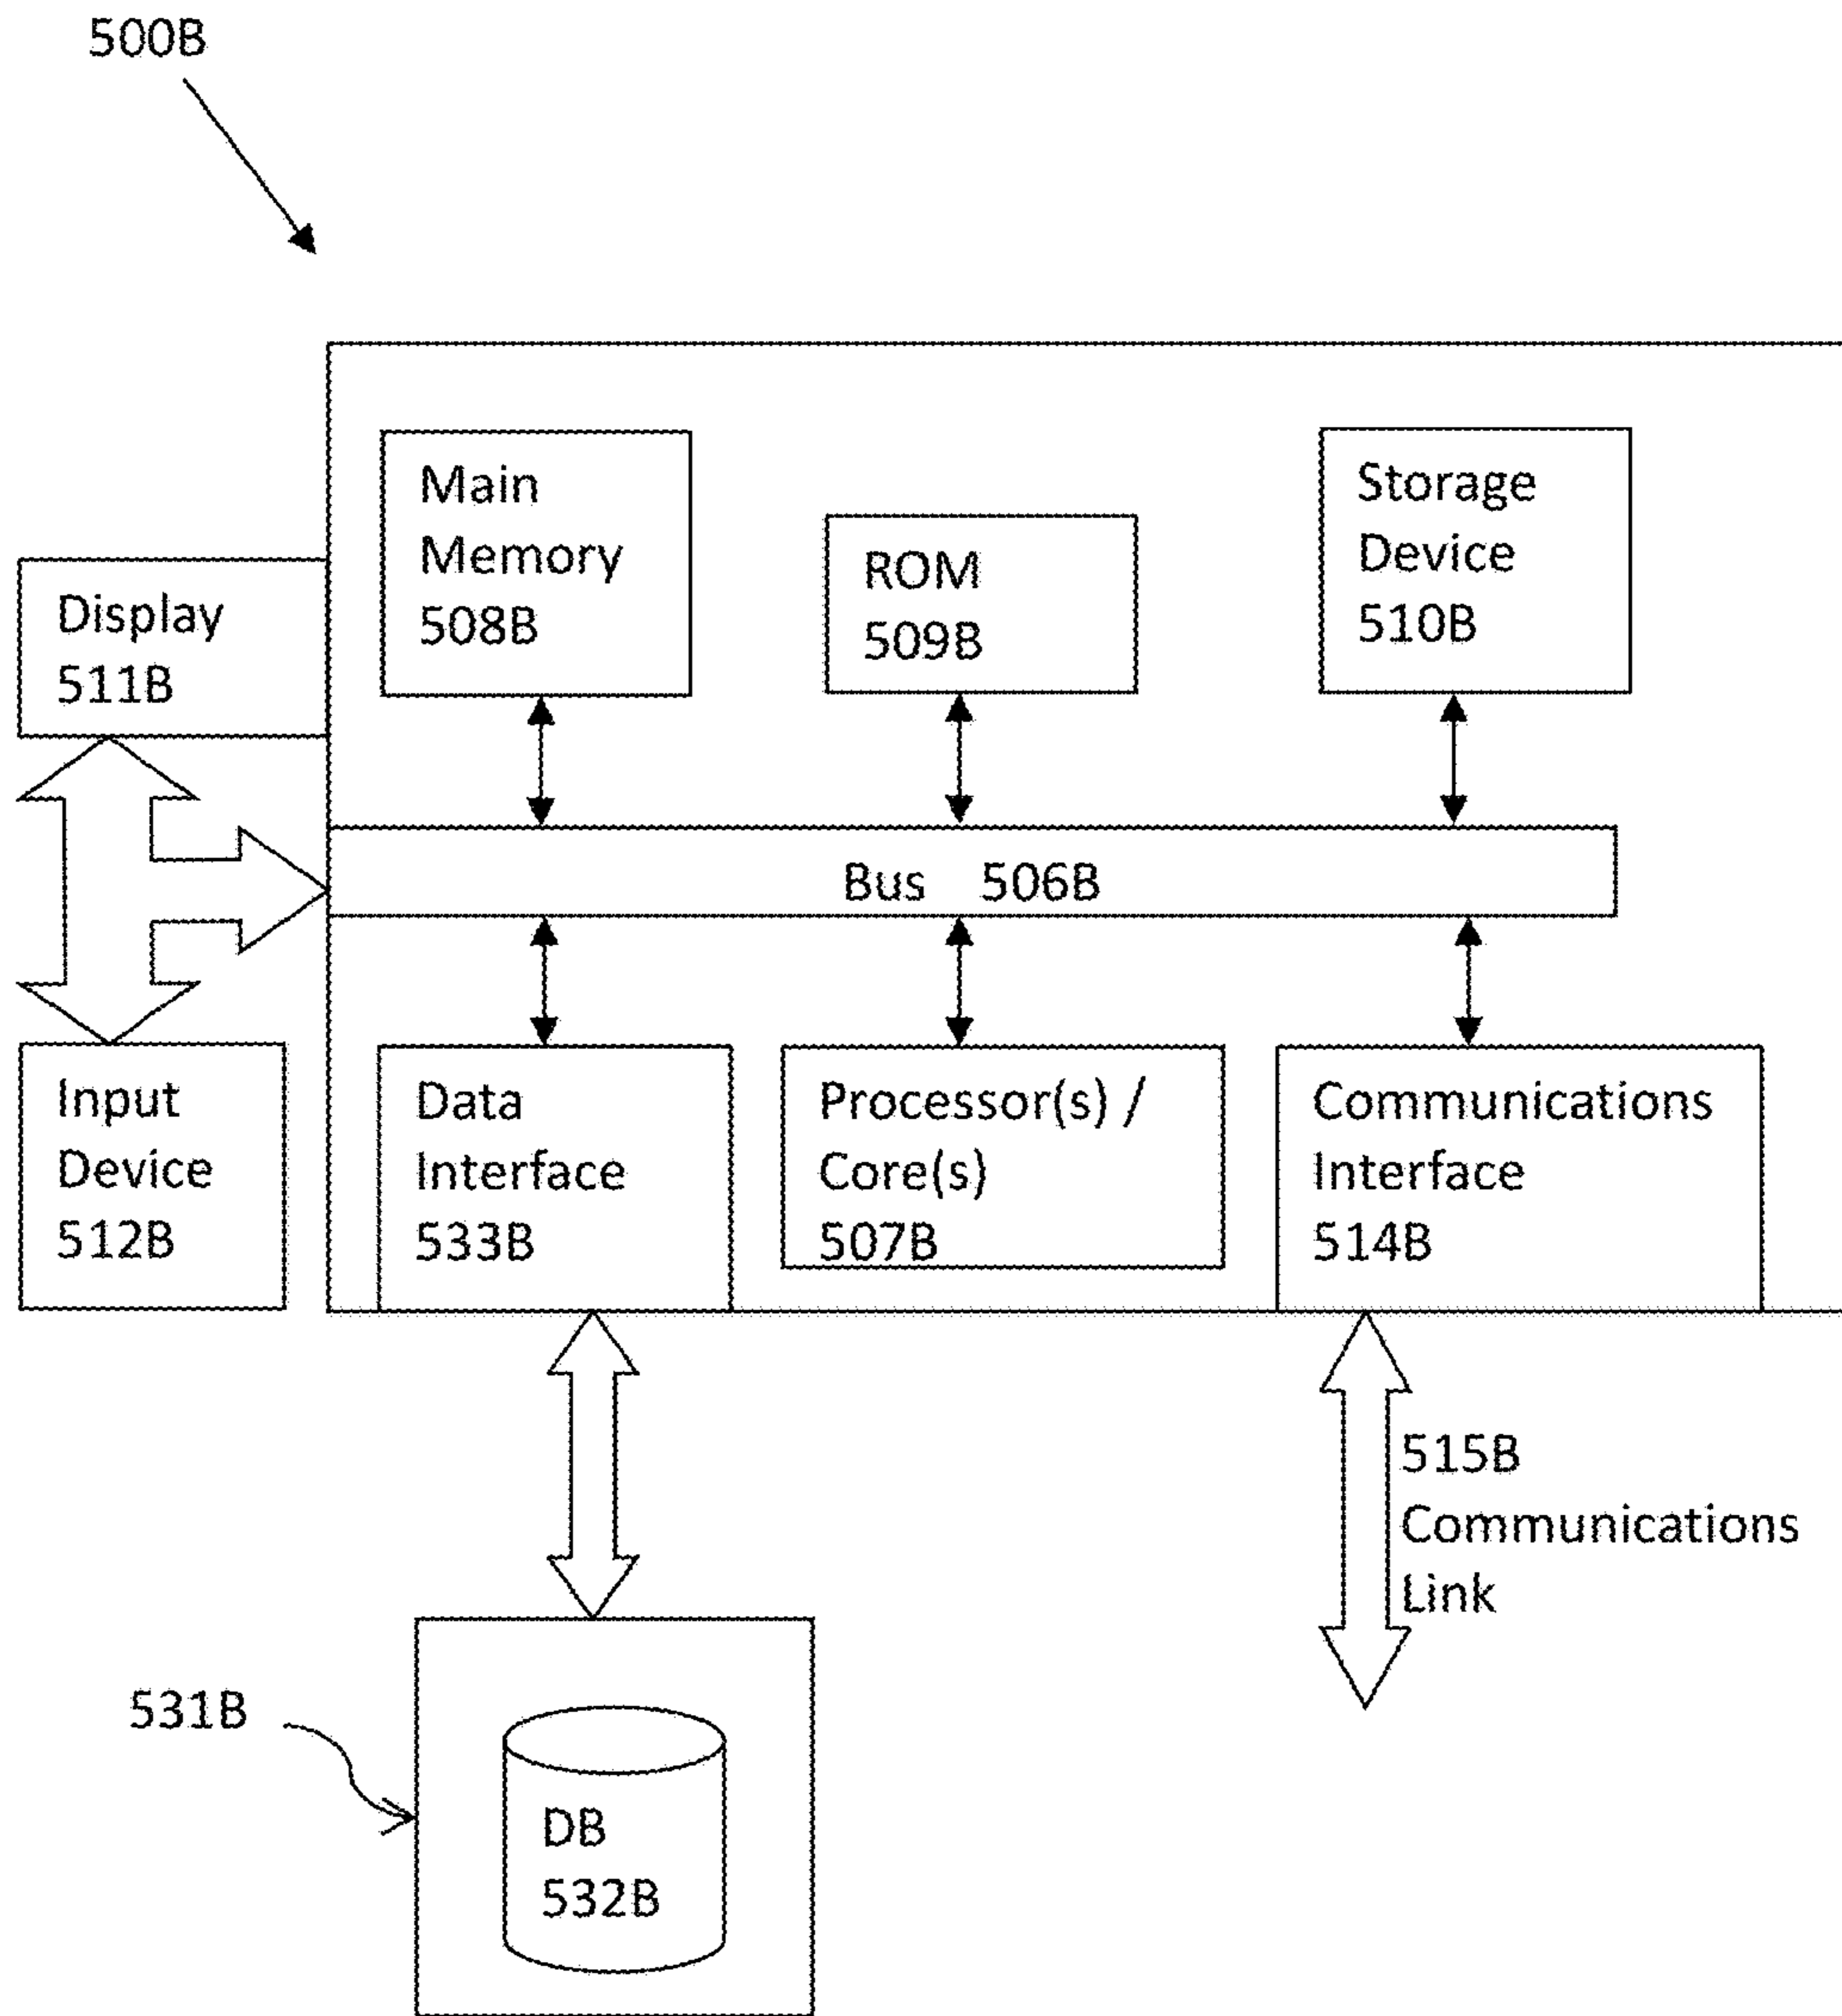 500B
Main
Memory
508B
ROM
509B
Storage
Device
510B
Display
511B
Bus 506B
Input
Device
512B
Data
Interface
533B
Processor(s) /
Core(s)
507B
Communications
Interface
514B
515B
Communications
Link
531B
DB
532B